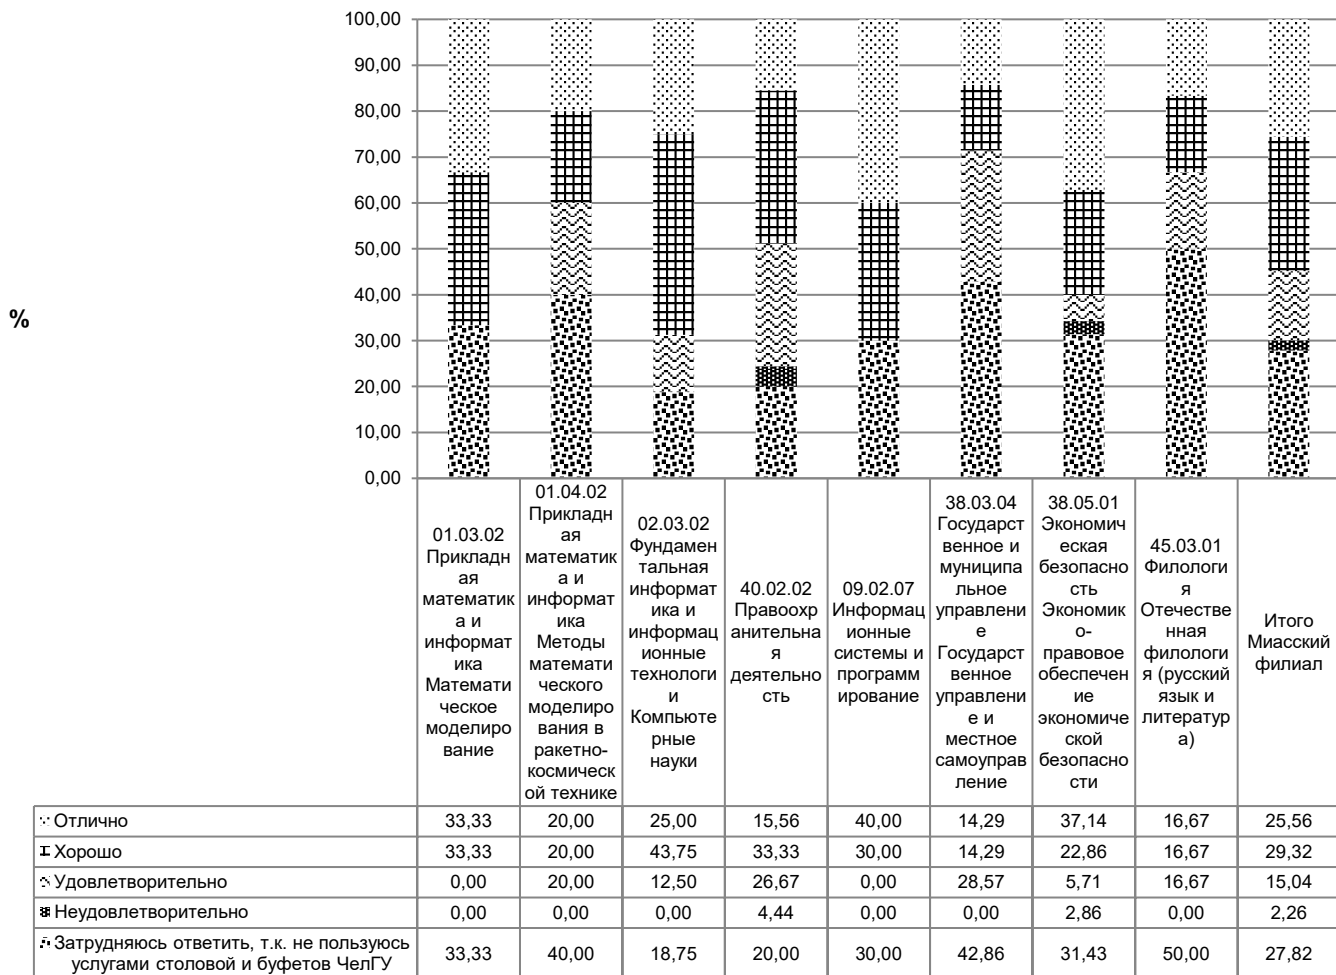 100,00
90,00
80,00
70,00
60,00
50,00
40,00
30,00
20,00
10,00
0,00
%
01.03.02
Прикладн
ая
математик
а и
информат
ика
Математи
ческое
моделиро
вание
01.04.02
Прикладн
ая
математик
а и
информат
ика
Методы
математи
ческого
моделиро
вания в
ракетно-
космическ
ой технике
02.03.02
Фундамен
тальная
информат
ика и
информац
ионные
технологи
и
Компьюте
рные
науки
40.02.02
Правоохр
анительна
я
деятельно
сть
09.02.07
Информац
ионные
системы и
программ
ирование
38.03.04
Государст
венное и
муниципа
льное
управлени
е
Государст
венное
управлени
е и
местное
самоуправ
ление
38.05.01
Экономич
еская
безопасно
сть
Экономик
о-
правовое
обеспечен
ие
экономиче
ской
безопасно
сти
45.03.01
Филологи
я
Отечестве
нная
филологи
я (русский
язык и
литератур
а)
Итого
Миасский
филиал
Отлично 33,33 20,00 25,00 15,56 40,00 14,29 37,14 16,67 25,56
Хорошо 33,33 20,00 43,75 33,33 30,00 14,29 22,86 16,67 29,32
Удовлетворительно 0,00 20,00 12,50 26,67 0,00 28,57 5,71 16,67 15,04
Неудовлетворительно 0,00 0,00 0,00 4,44 0,00 0,00 2,86 0,00 2,26
Затрудняюсь ответить, т.к. не пользуюсь
услугами столовой и буфетов ЧелГУ 33,33 40,00 18,75 20,00 30,00 42,86 31,43 50,00 27,82